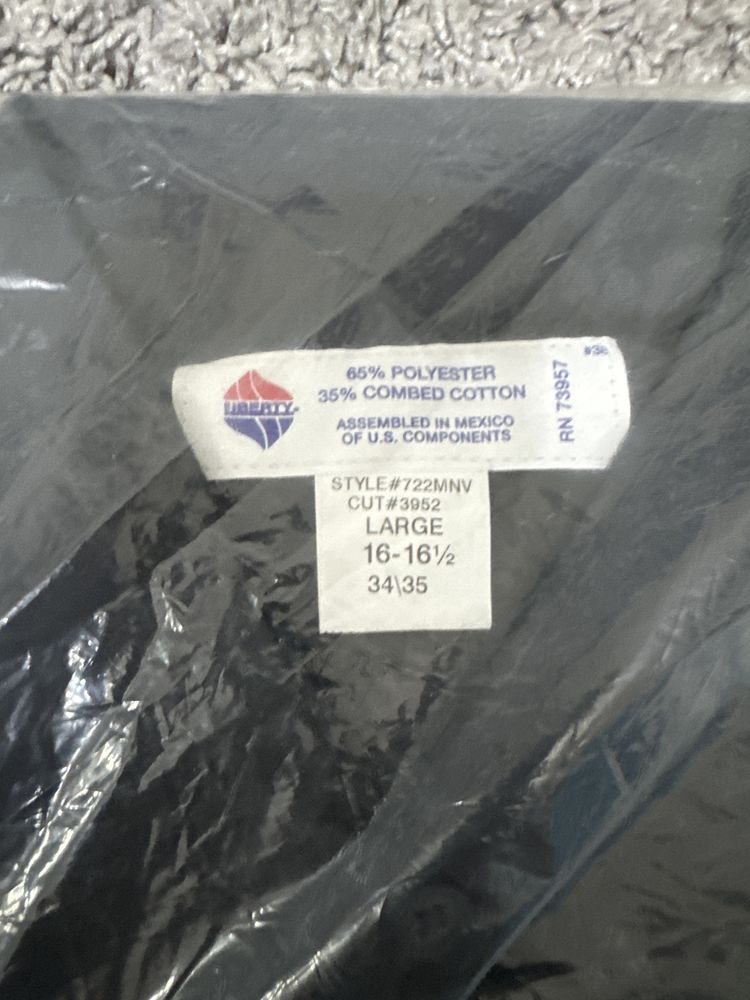 LIBERTY
65% POLYESTER
35% COMBED COTTON
ASSEMBLED IN MEXICO
OF U.S. COMPONENTS
RN 73957
#36
STYLE#722MNV
CUT#3952
LARGE
16-16½
34\35